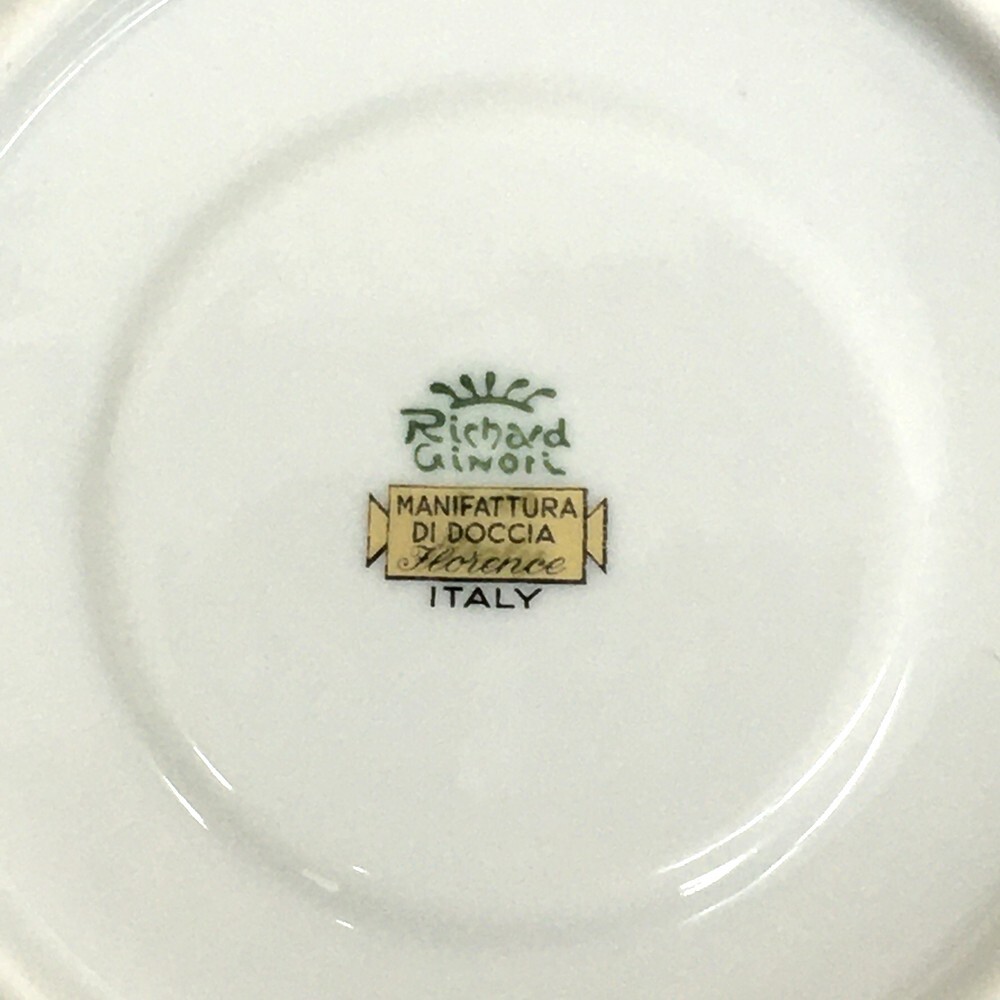 Richard
GINORI
MANIFATTURA
DI DOCCIA
Florence
ITALY